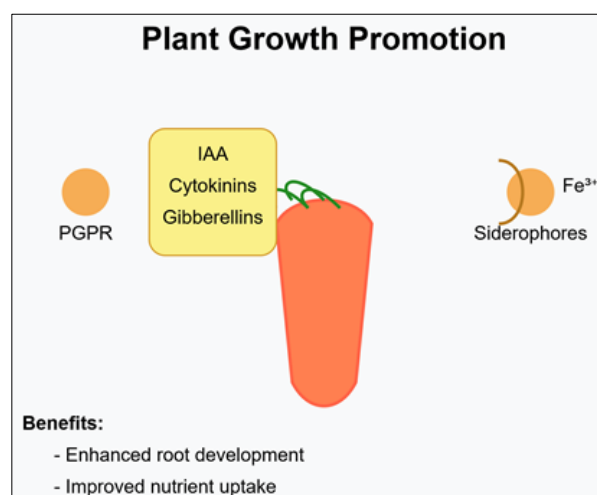 Plant Growth Promotion
IAA
Cytokinins
Gibberellins
PGPR
Fe³⁺
Siderophores
Benefits:
- Enhanced root development
- Improved nutrient uptake